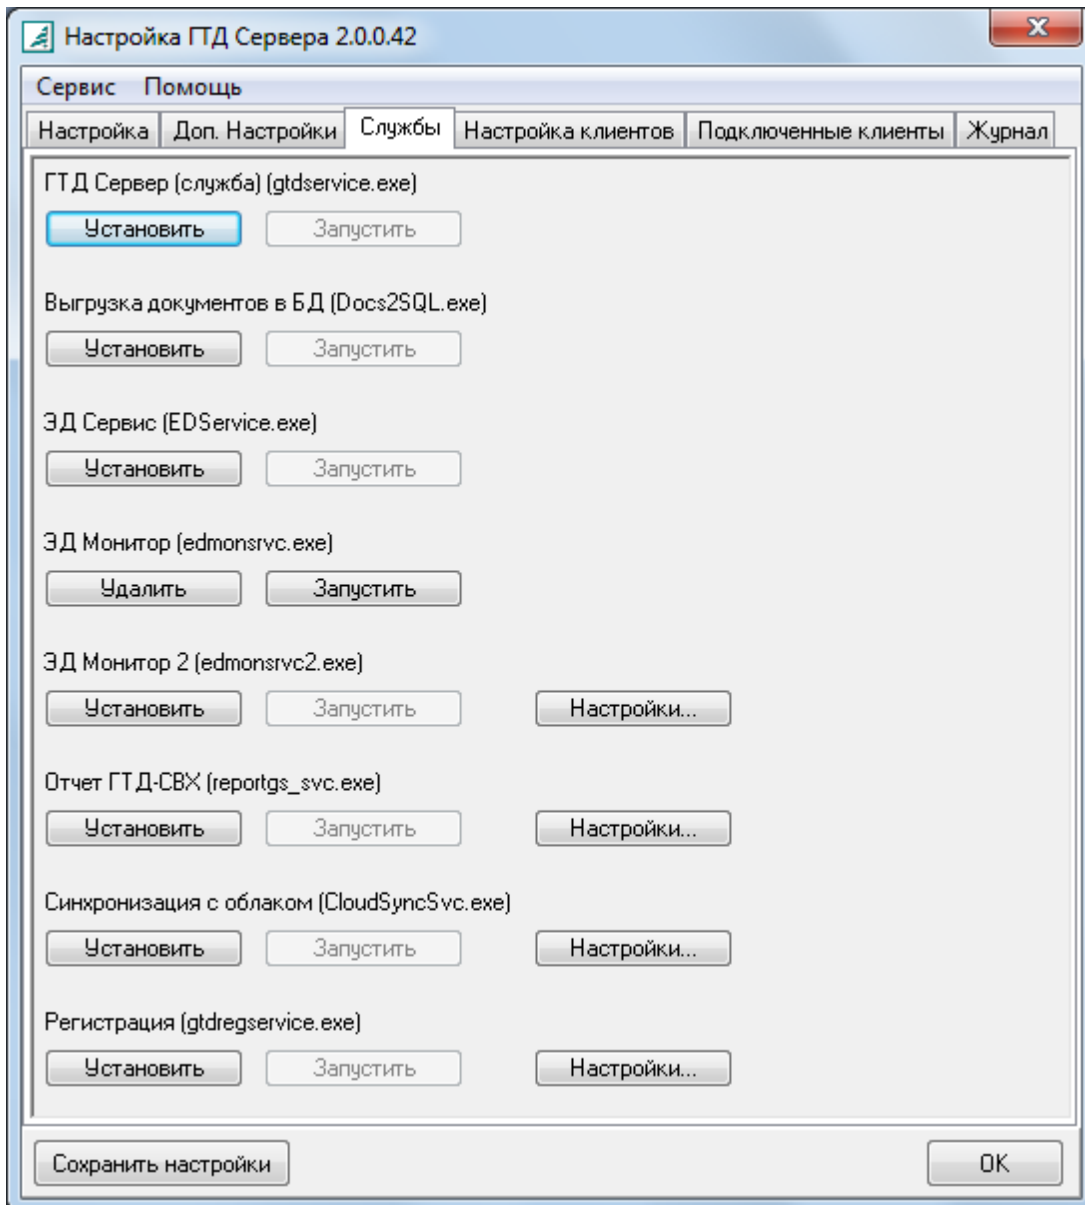 Настройка ГТД Сервера 2.0.0.42
Сервис Помощь
Настройка Доп. Настройки Службы Настройка клиентов Подключенные клиенты Журнал
ГТД Сервер (служба) (gtdservice.exe)
Установить Запустить
Выгрузка документов в БД (Docs2SQL.exe)
Установить Запустить
ЭД Сервис (EDService.exe)
Установить Запустить
ЭД Монитор (edmonsrvc.exe)
Удалить Запустить
ЭД Монитор 2 (edmonsrvc2.exe)
Установить Запустить Настройки...
Отчет ГТД-СВХ (reportgs_svc.exe)
Установить Запустить Настройки...
Синхронизация с облаком (CloudSyncSvc.exe)
Установить Запустить Настройки...
Регистрация (gtdregservice.exe)
Установить Запустить Настройки...
Сохранить настройки OK